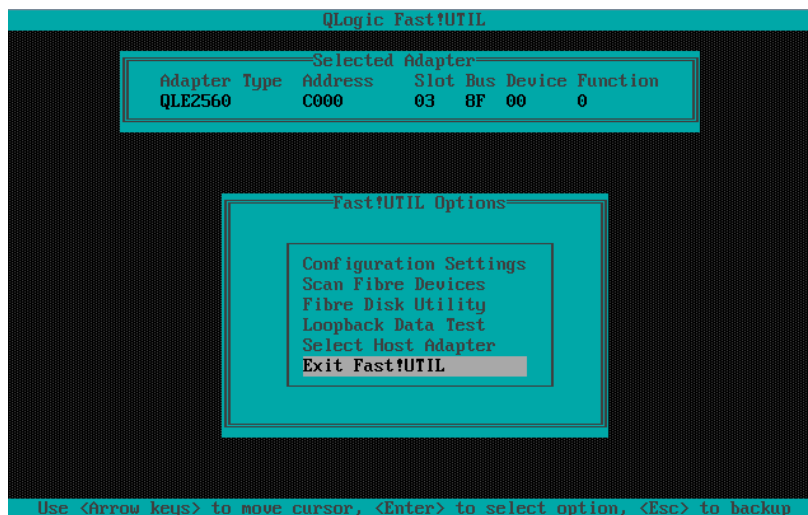 QLogic Fast!UTIL
Selected Adapter
Adapter Type Address Slot Bus Device Function
QLE2560 C000 03 8F 00 0
Fast!UTIL Options
Configuration Settings
Scan Fibre Devices
Fibre Disk Utility
Loopback Data Test
Select Host Adapter
Exit Fast!UTIL
Use <Arrow keys> to move cursor, <Enter> to select option, <Esc> to backup